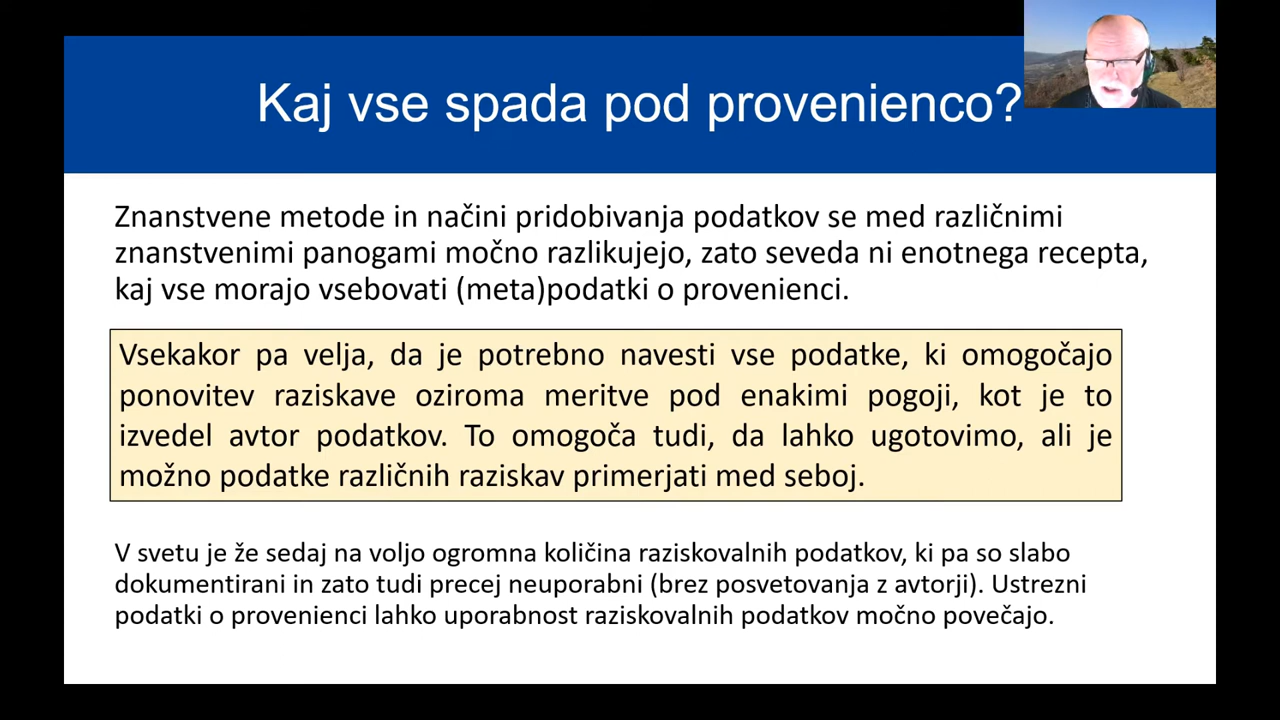 Kaj vse spada pod provenienco?
Znanstvene metode in načini pridobivanja podatkov se med različnimi
znanstvenimi panogami močno razlikujejo, zato seveda ni enotnega recepta,
kaj vse morajo vsebovati (meta)podatki o provenienci.
Vsekakor pa velja, da je potrebno navesti vse podatke, ki omogočajo
ponovitev raziskave oziroma meritve pod enakimi pogoji, kot je to
izvedel avtor podatkov. To omogoča tudi, da lahko ugotovimo, ali je
možno podatke različnih raziskav primerjati med seboj.
V svetu je že sedaj na voljo ogromna količina raziskovalnih podatkov, ki pa so slabo
dokumentirani in zato tudi precej neuporabni (brez posvetovanja z avtorji). Ustrezni
podatki o provenienci lahko uporabnost raziskovalnih podatkov močno povečajo.